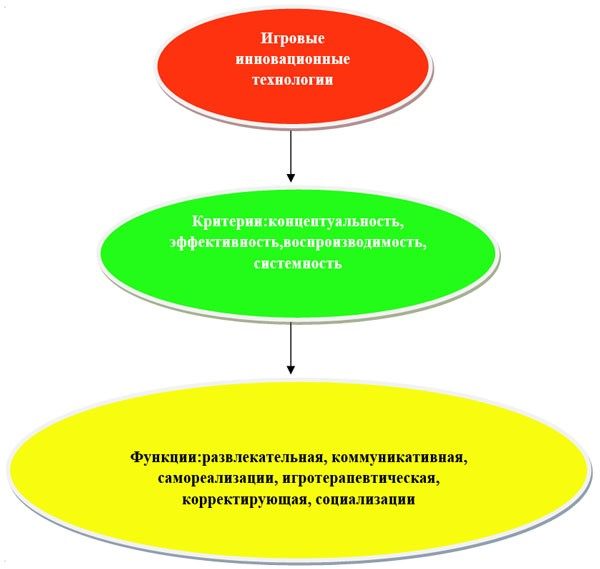 Игровые
инновационные
технологии
Критерии:концептуальность,
эффективность,воспроизводимость,
системность
Функции:развлекательная, коммуникативная,
самореализации, игротерапевтическая,
корректирующая, социализации